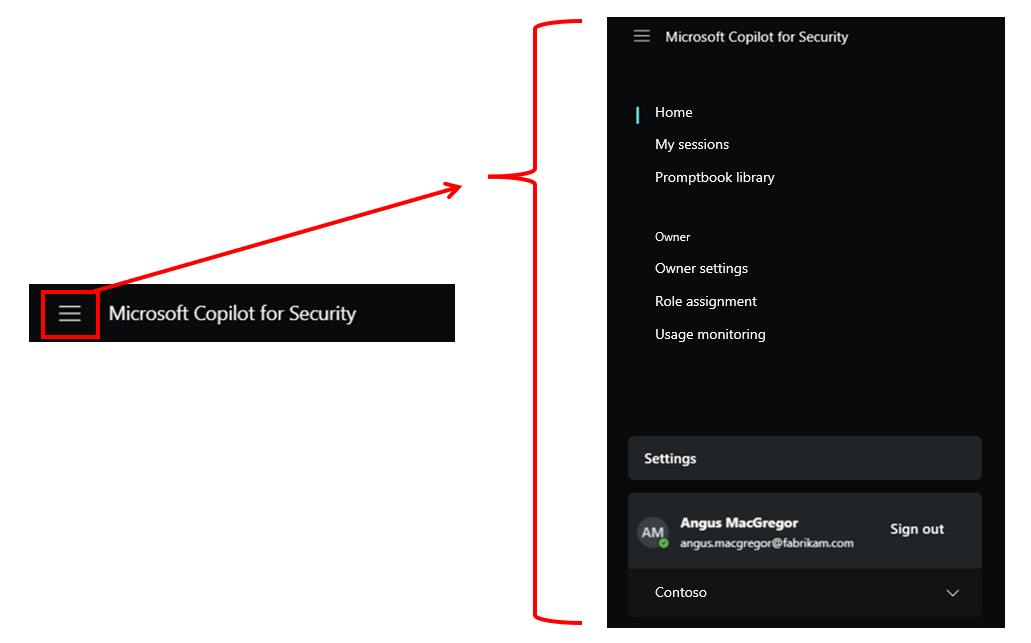 Microsoft Copilot for Security
Microsoft Copilot for Security
Home
My sessions
Promptbook library
Owner
Owner settings
Role assignment
Usage monitoring
Settings
AM
Angus MacGregor
angus.macgregor@fabrikam.com
Sign out
Contoso